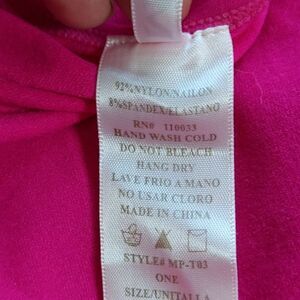 92%NYLON/NAILON
8%SPANDEX/ELASTANO
RN# 110033
HAND WASH COLD
DO NOT BLEACH
HANG DRY
LAVE FRIO A MANO
NO USAR CLORO
MADE IN CHINA
STYLE# MP-T03
ONE
SIZE/UNITALLA